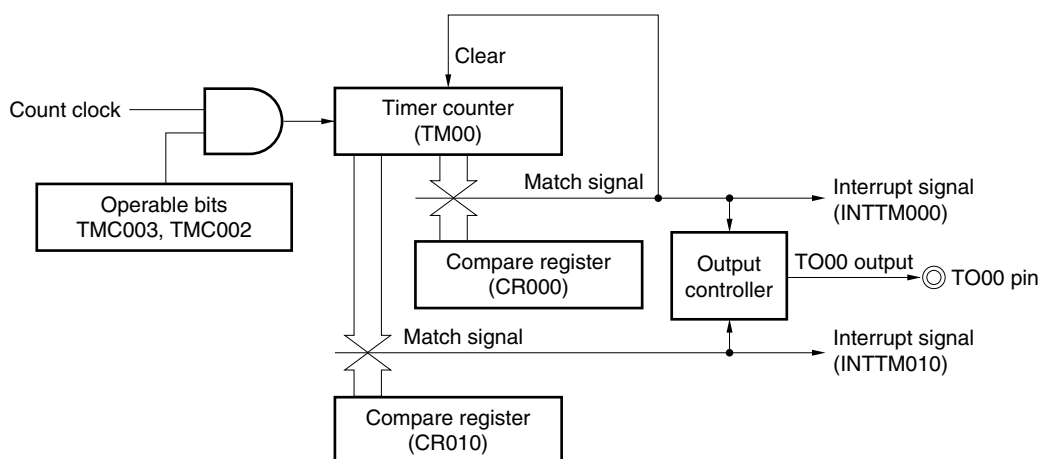 Clear
Count clock
Timer counter
(TM00)
Operable bits
TMC003, TMC002
Match signal
Interrupt signal
(INTTM000)
Compare register
(CR000)
Output
controller
TO00 output
TO00 pin
Match signal
Interrupt signal
(INTTM010)
Compare register
(CR010)